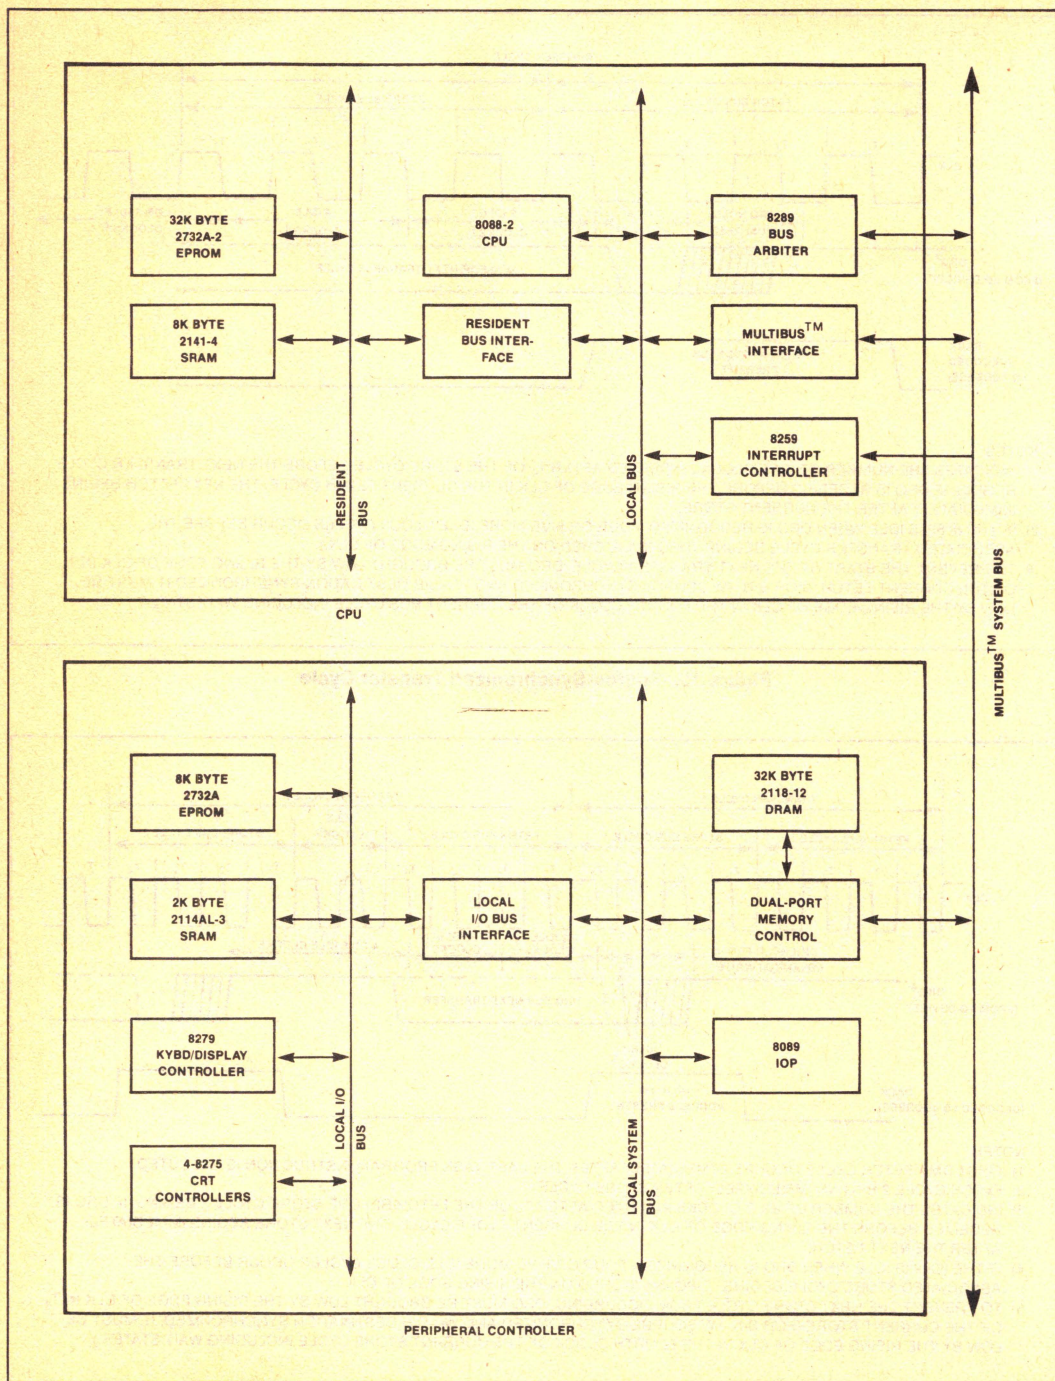 32K BYTE
2732A-2
EPROM
8088-2
CPU
8289
BUS
ARBITER
8K BYTE
2141-4
SRAM
RESIDENT
BUS INTER-
FACE
MULTIBUS™
INTERFACE
8259
INTERRUPT
CONTROLLER
RESIDENT
BUS
LOCAL BUS
CPU
MULTIBUS™ SYSTEM BUS
8K BYTE
2732A
EPROM
32K BYTE
2118-12
DRAM
2K BYTE
2114AL-3
SRAM
LOCAL
I/O BUS
INTERFACE
DUAL-PORT
MEMORY
CONTROL
8279
KYBD/DISPLAY
CONTROLLER
8089
IOP
4-8275
CRT
CONTROLLERS
LOCAL I/O
BUS
LOCAL SYSTEM
BUS
PERIPHERAL CONTROLLER